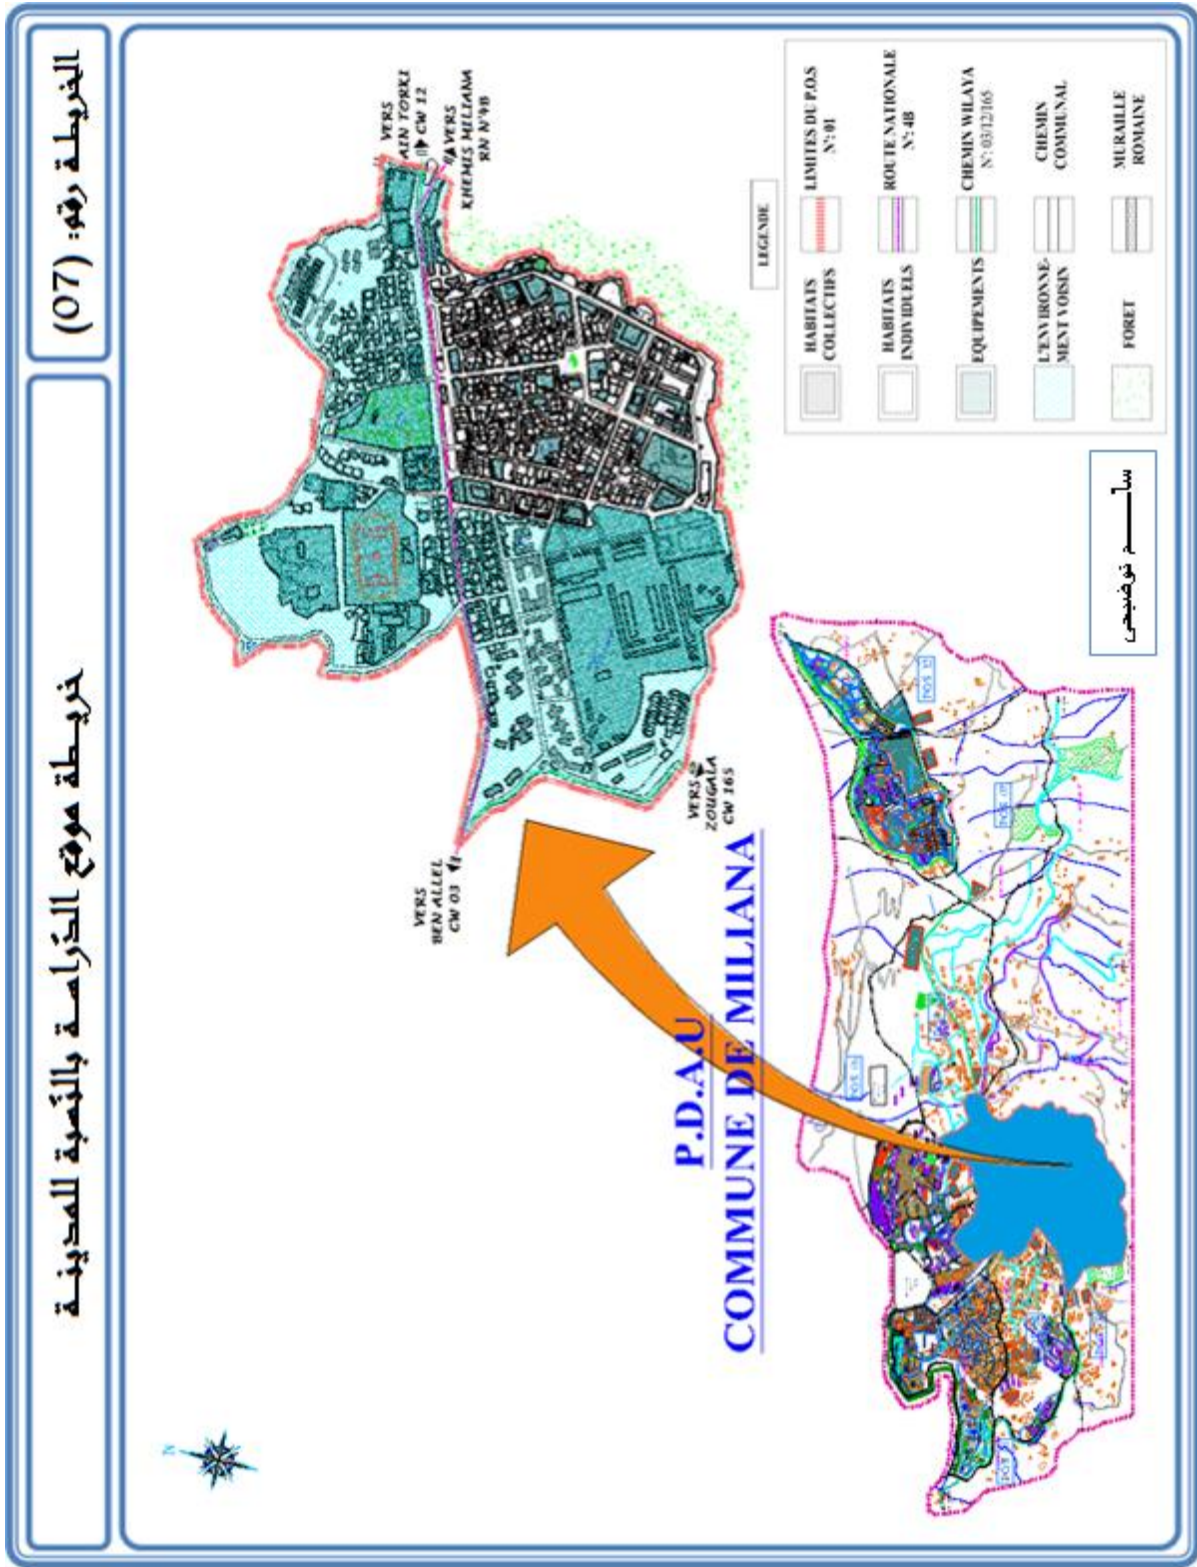 الخريطة رقم: (07)
خريطة موقع الدراسة بالنسبة للمدينة
N
VERS
AIN TORKI
CW 12
VERS
KHEMIS MILIANA
RN N°4B
VERS
BEN ALLEL
CW 03
VERS
ZOUGALA
CW 165
P.D.A.U
COMMUNE DE MILIANA
LEGENDE
HABITATS
COLLECTIFS
HABITATS
INDIVIDUELS
EQUIPEMENTS
L'ENVIRONE-
MENT VOISIN
FORET
LIMITES DU P.O.S
N°: 01
ROUTE NATIONALE
N°: 4B
CHEMIN WILAYA
N°: 03/12/165
CHEMIN
COMMUNAL
MURAILLE
ROMAINE
سلم توضيحي